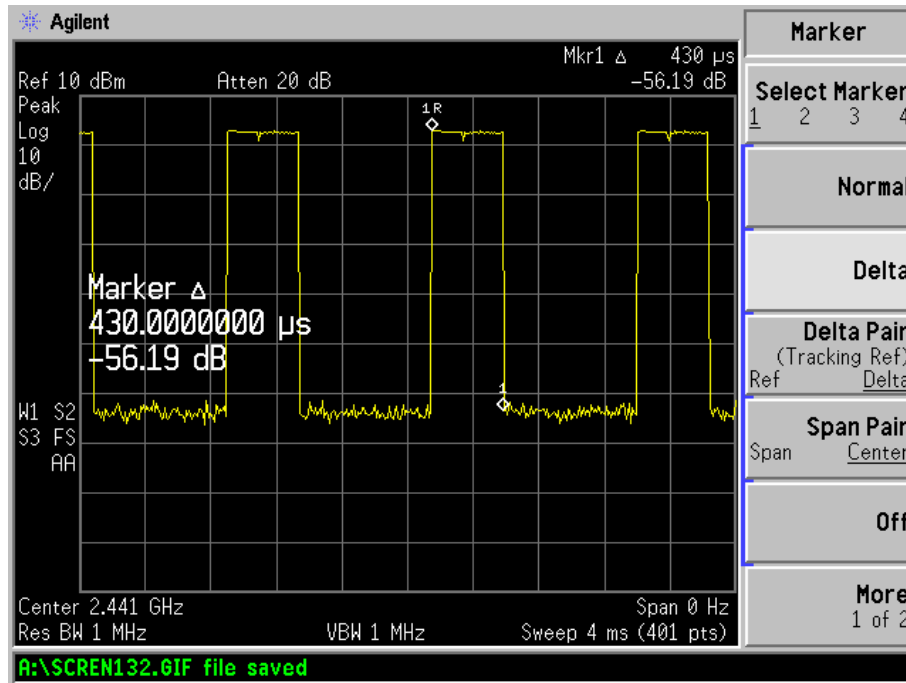 Agilent
Marker
Mkr1 Δ 430 µs
Ref 10 dBm Atten 20 dB −56.19 dB
Peak
Log
10
dB/
1R
Marker Δ
430.0000000 µs
−56.19 dB
1
W1 S2
S3 FS
AA
Center 2.441 GHz Span 0 Hz
Res BW 1 MHz VBW 1 MHz Sweep 4 ms (401 pts)
A:\SCREN132.GIF file saved
Select Marker
1 2 3 4
Normal
Delta
Delta Pair
(Tracking Ref)
Ref Delta
Span Pair
Span Center
Off
More
1 of 2